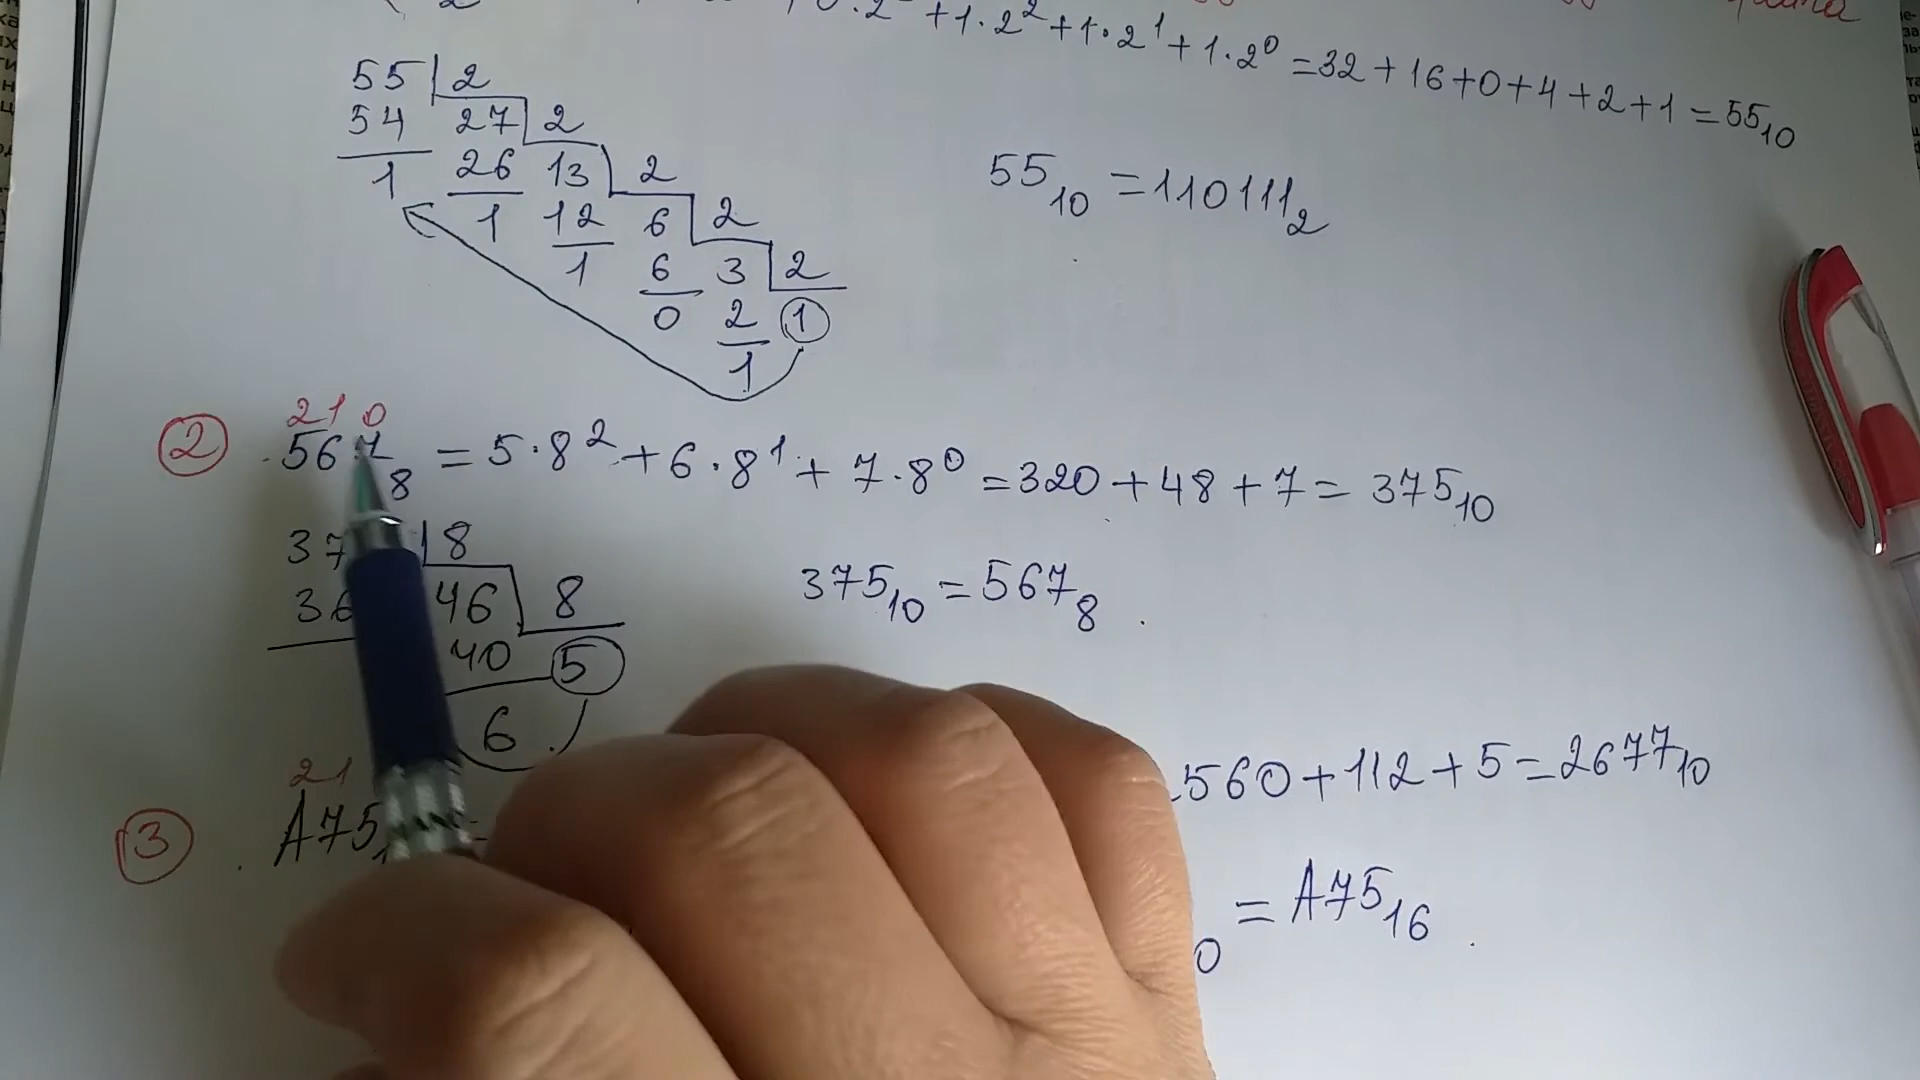 +1·2² +1·2¹ +1·2⁰ =32+16+0+4+2+1=55₁₀
55 2
54 27 2
1 26 13 2
1 12 6 2
1 6 3 2
0 2 1
1
55₁₀ =110111₂
2 1 0
② 567₈ = 5·8² + 6·8¹ + 7·8⁰ =320+48+7= 375₁₀
37 8
36 46 8
40 5
6
375₁₀ =567₈
2 1
③ A75
560+112+5=2677₁₀
0 = A75₁₆